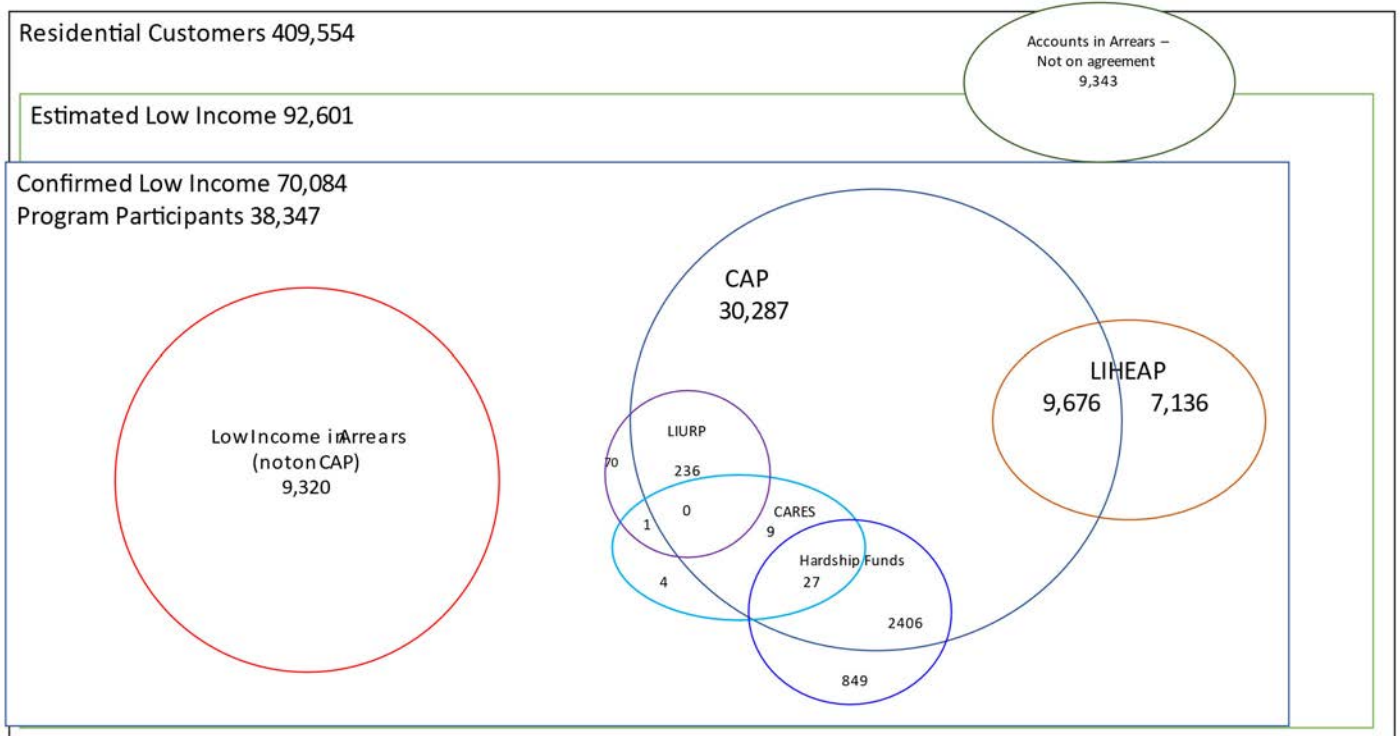 Residential Customers 409,554
Accounts in Arrears –
Not on agreement
9,343
Estimated Low Income 92,601
Confirmed Low Income 70,084
Program Participants 38,347
CAP
30,287
LIHEAP
9,676 7,136
Low Income in Arrears
(not on CAP)
9,320
LIURP
70
236
0
1
CARES
9
4
Hardship Funds
27
2406
849